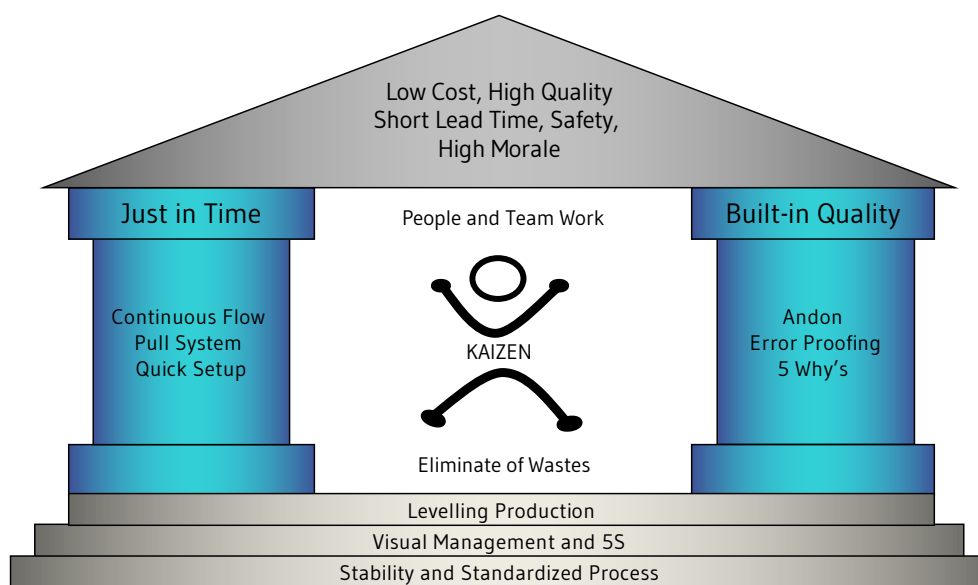 Low Cost, High Quality
Short Lead Time, Safety,
High Morale
Just in Time
People and Team Work
Built-in Quality
Continuous Flow
Pull System
Quick Setup
KAIZEN
Andon
Error Proofing
5 Why's
Eliminate of Wastes
Levelling Production
Visual Management and 5S
Stability and Standardized Process